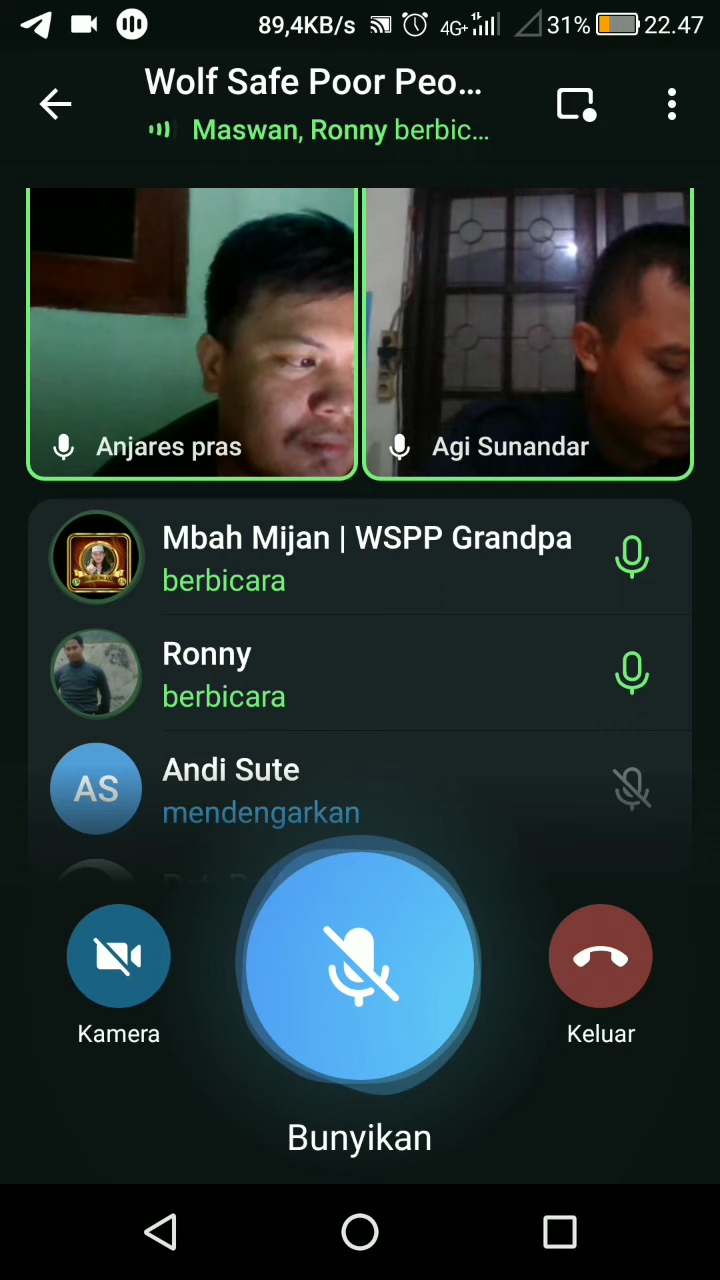 89,4KB/s 4G+ 31% 22.47
Wolf Safe Poor Peo...
Maswan, Ronny berbic...
Anjares pras
Agi Sunandar
Mbah Mijan | WSPP Grandpa
berbicara
Ronny
berbicara
AS
Andi Sute
mendengarkan
Kamera
Keluar
Bunyikan